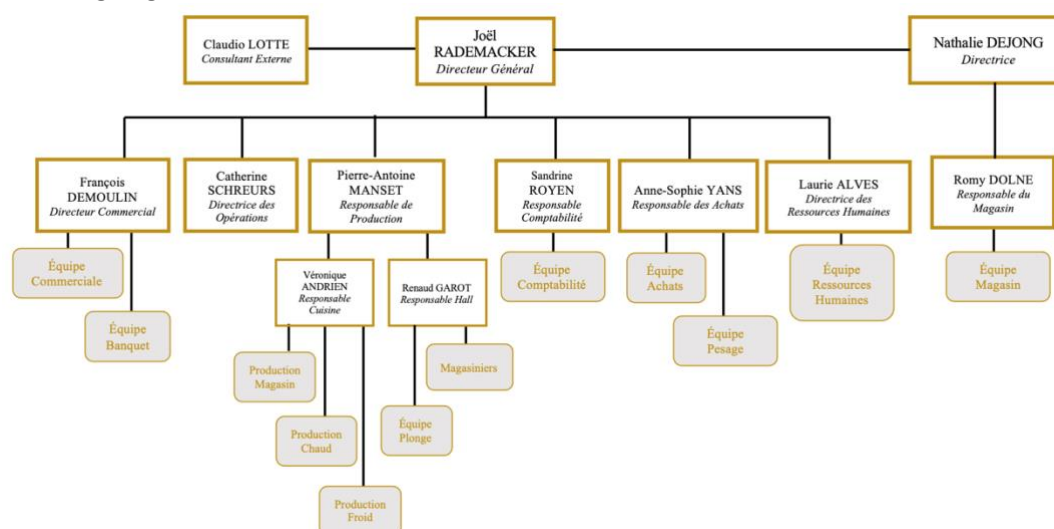 Claudio LOTTE
Consultant Externe
Joël
RADEMACKER
Directeur Général
Nathalie DEJONG
Directrice
François
DEMOULIN
Directeur Commercial
Catherine
SCHREURS
Directrice des
Opérations
Pierre-Antoine
MANSET
Responsable de
Production
Sandrine
ROYEN
Responsable
Comptabilité
Anne-Sophie YANS
Responsable des Achats
Laurie ALVES
Directrice des
Ressources Humaines
Romy DOLNE
Responsable du
Magasin
Équipe
Commerciale
Équipe
Banquet
Véronique
ANDRIEN
Responsable
Cuisine
Renaud GAROT
Responsable Hall
Équipe
Comptabilité
Équipe
Achats
Équipe
Pesage
Équipe
Ressources
Humaines
Équipe
Magasin
Production
Magasin
Production
Chaud
Production
Froid
Équipe
Plonge
Magasiniers